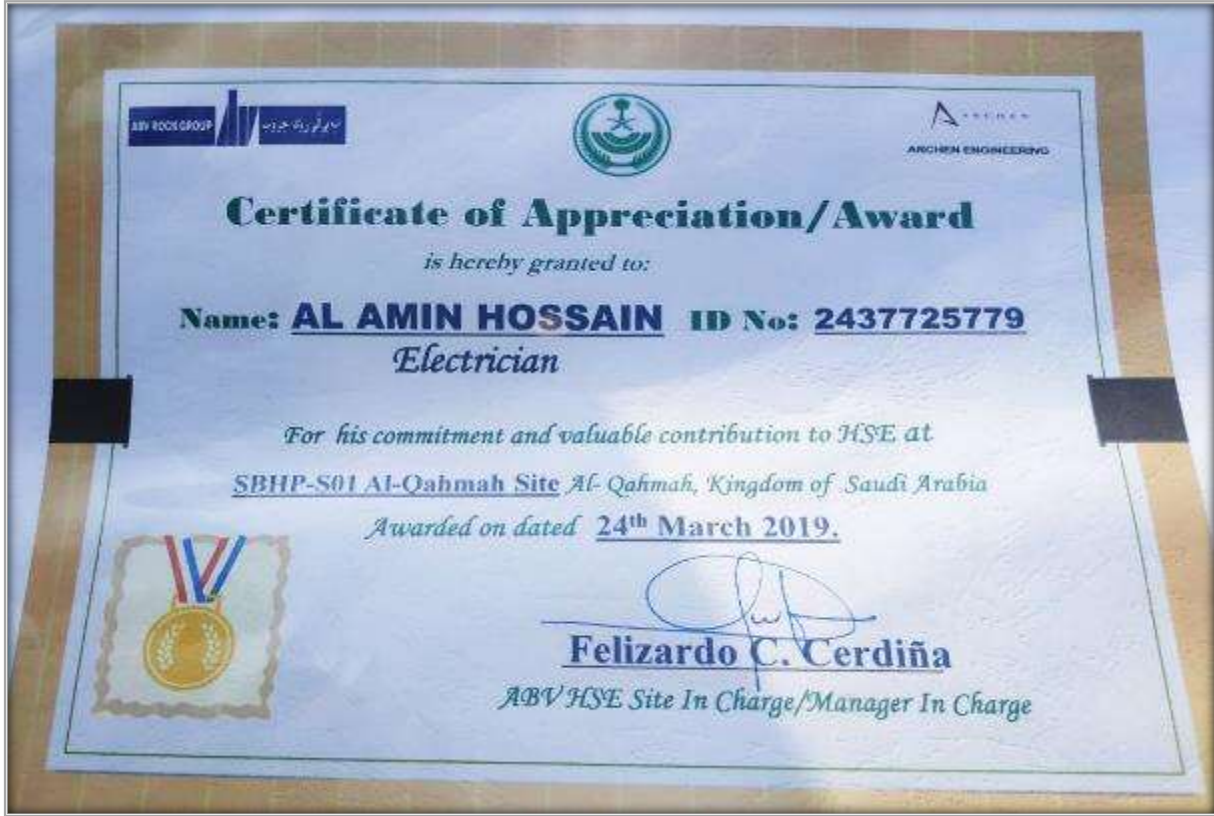 ABV ROCK GROUP
ARCHEN
ARCHEN ENGINEERING
Certificate of Appreciation/Award
is hereby granted to:
Name: AL AMIN HOSSAIN ID No: 2437725779
Electrician
For his commitment and valuable contribution to HSE at
SBHP-S01 Al-Qahmah Site Al- Qahmah, Kingdom of Saudi Arabia
Awarded on dated 24th March 2019.
Felizardo C. Cerdiña
ABV HSE Site In Charge/Manager In Charge